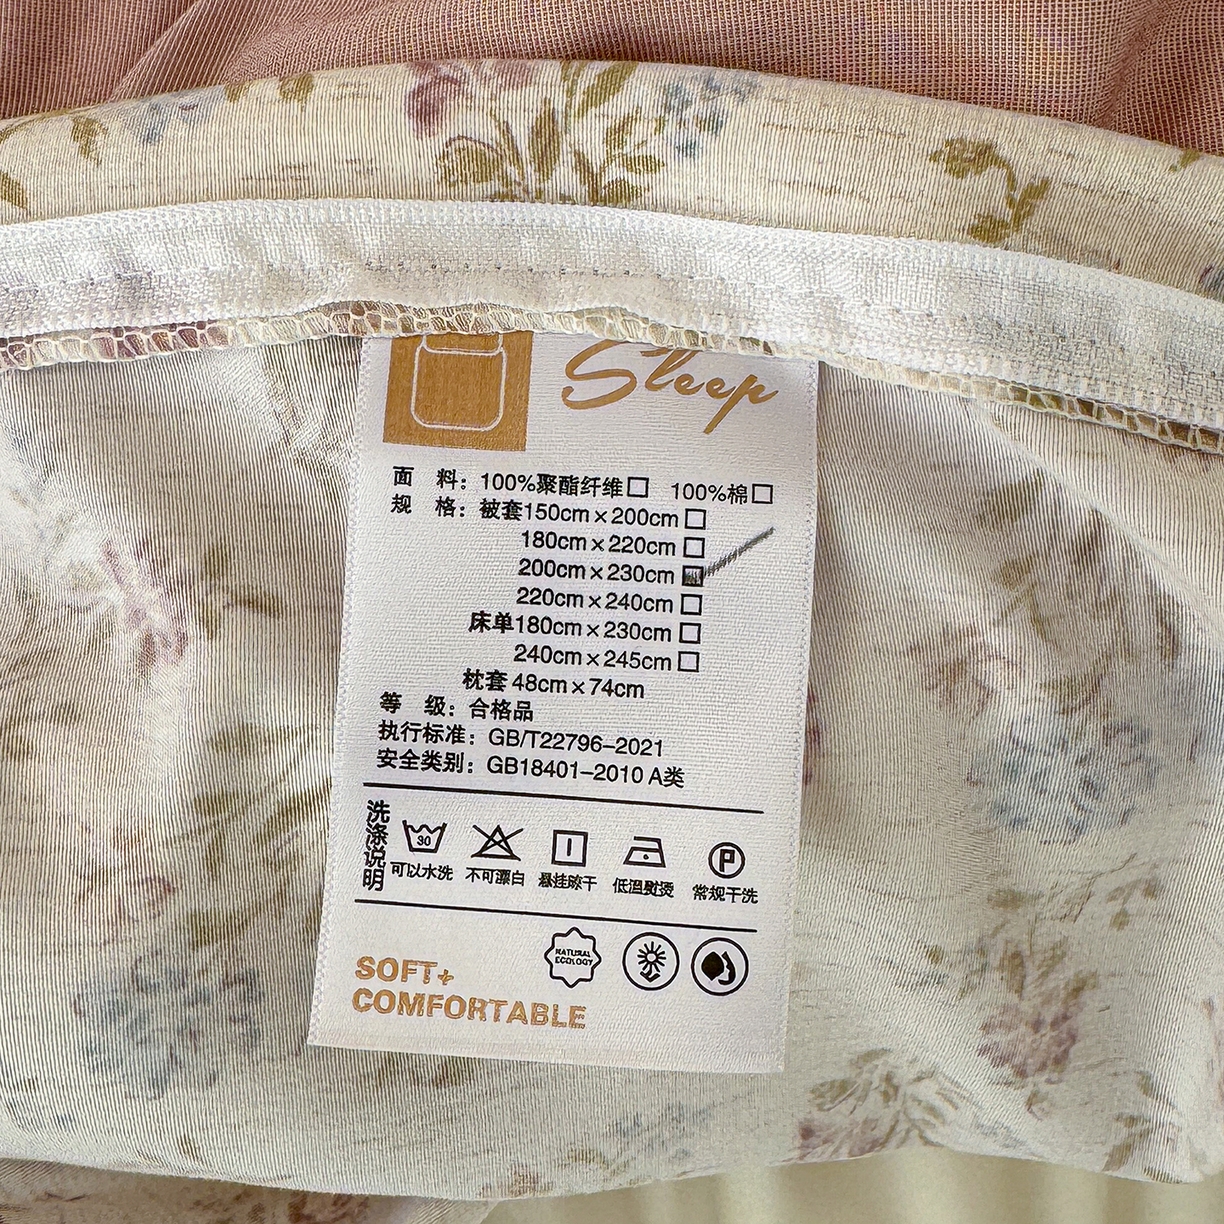 Sleep
面 料：100%聚酯纤维□ 100%棉□
规 格：被套150cm×200cm□
180cm×220cm□
200cm×230cm■
220cm×240cm□
床单180cm×230cm□
240cm×245cm□
枕套 48cm×74cm
等 级：合格品
执行标准：GB/T22796-2021
安全类别：GB18401-2010 A类
洗涤说明
30
P
可以水洗 不可漂白 悬挂晾干 低温熨烫 常规干洗
NATURAL
ECOLOGY
SOFT+
COMFORTABLE